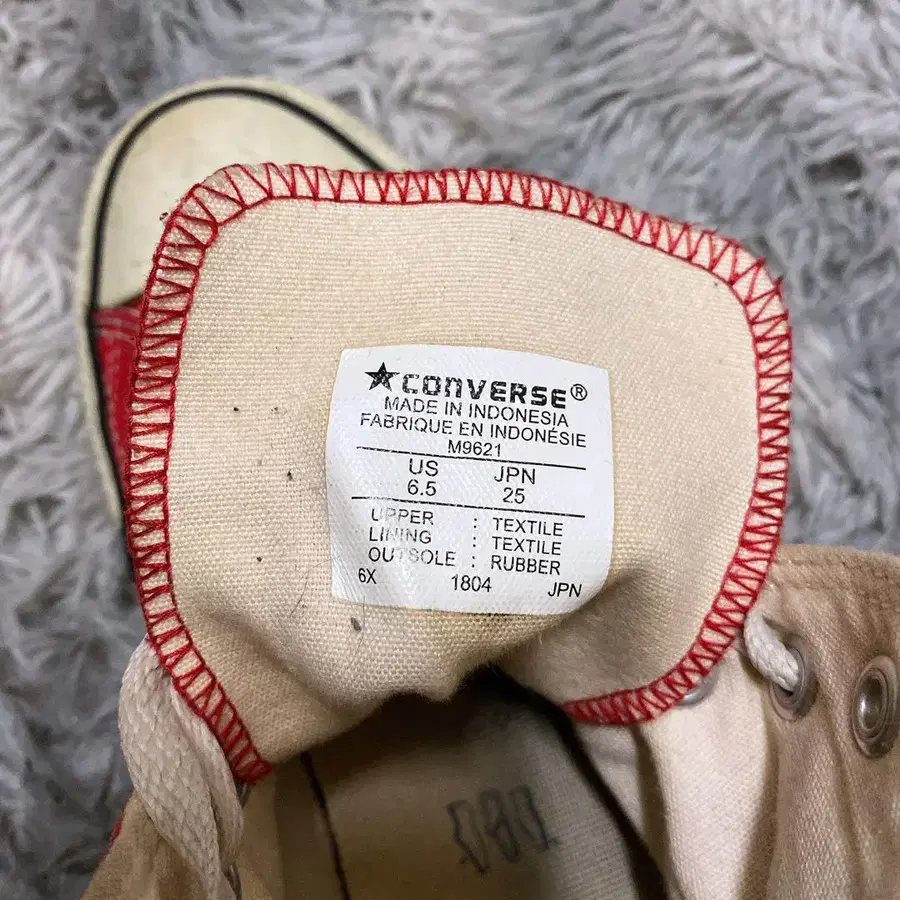 ★CONVERSE®
MADE IN INDONESIA
FABRIQUE EN INDONÉSIE
M9621
US JPN
6.5 25
UPPER : TEXTILE
LINING : TEXTILE
OUTSOLE : RUBBER
6X 1804 JPN